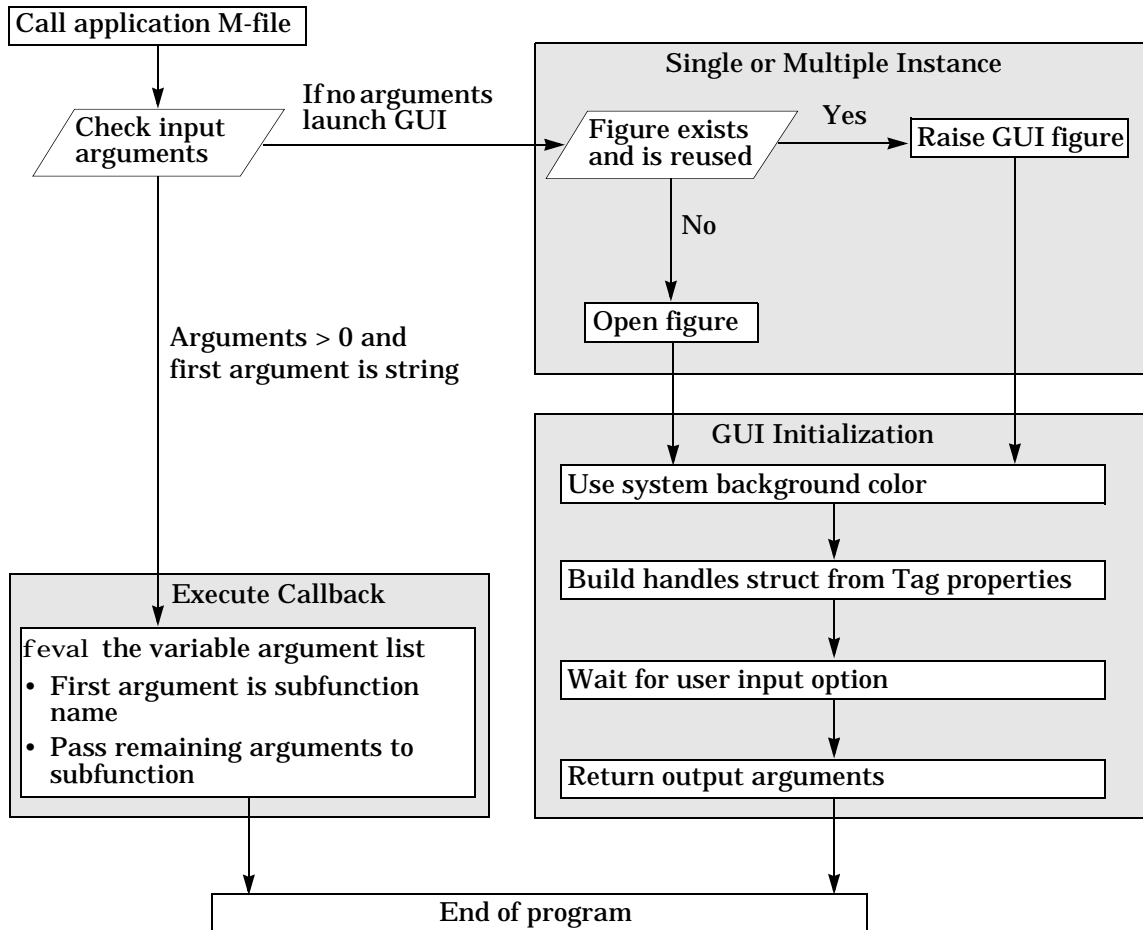 Call application M-file
Single or Multiple Instance
If no arguments
launch GUI
Check input
arguments
Figure exists
and is reused
Yes
Raise GUI figure
No
Open figure
Arguments > 0 and
first argument is string
GUI Initialization
Use system background color
Build handles struct from Tag properties
Wait for user input option
Return output arguments
Execute Callback
feval the variable argument list
• First argument is subfunction
name
• Pass remaining arguments to
subfunction
End of program